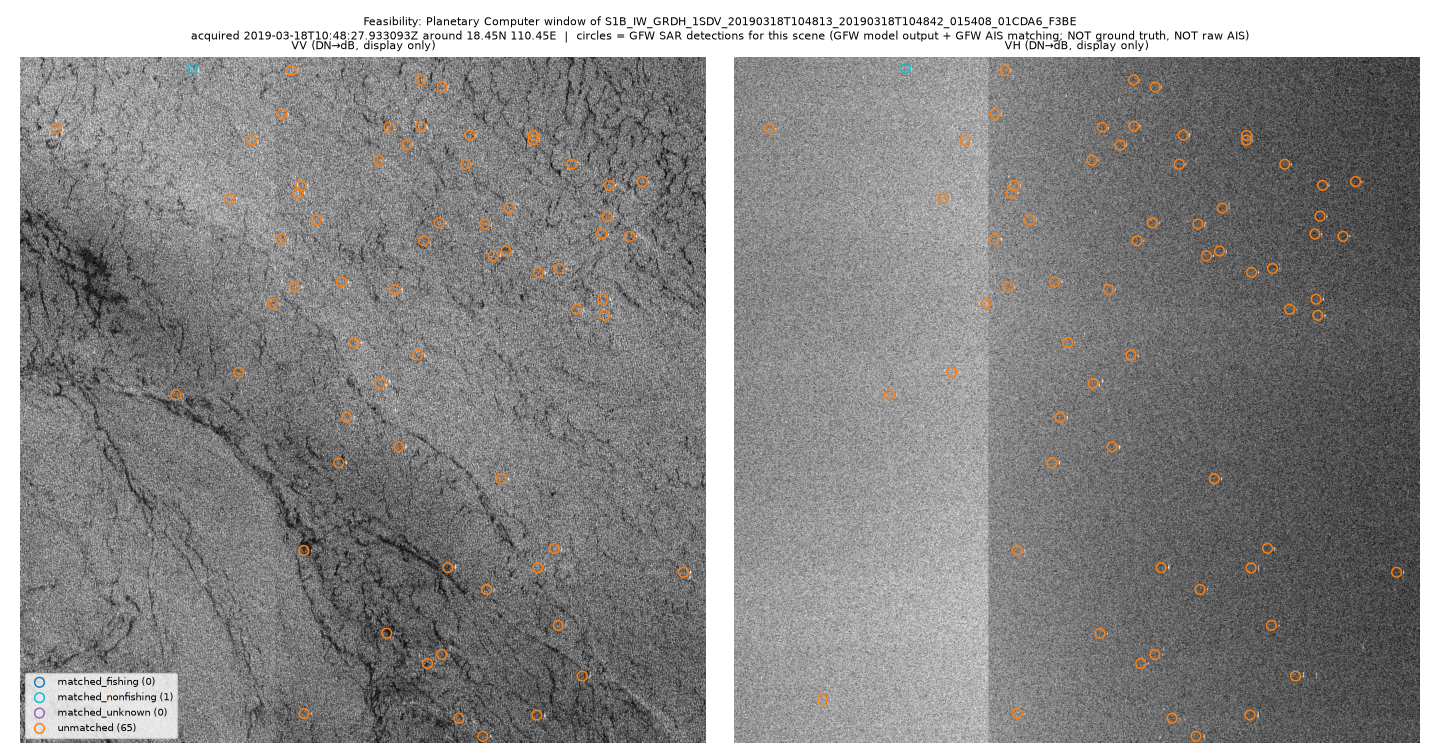 Feasibility: Planetary Computer window of S1B_IW_GRDH_1SDV_20190318T104813_20190318T104842_015408_01CDA6_F3BE
acquired 2019-03-18T10:48:27.933093Z around 18.45N 110.45E | circles = GFW SAR detections for this scene (GFW model output + GFW AIS matching; NOT ground truth, NOT raw AIS)
VV (DN→dB, display only)
VH (DN→dB, display only)
matched_fishing (0)
matched_nonfishing (1)
matched_unknown (0)
unmatched (65)